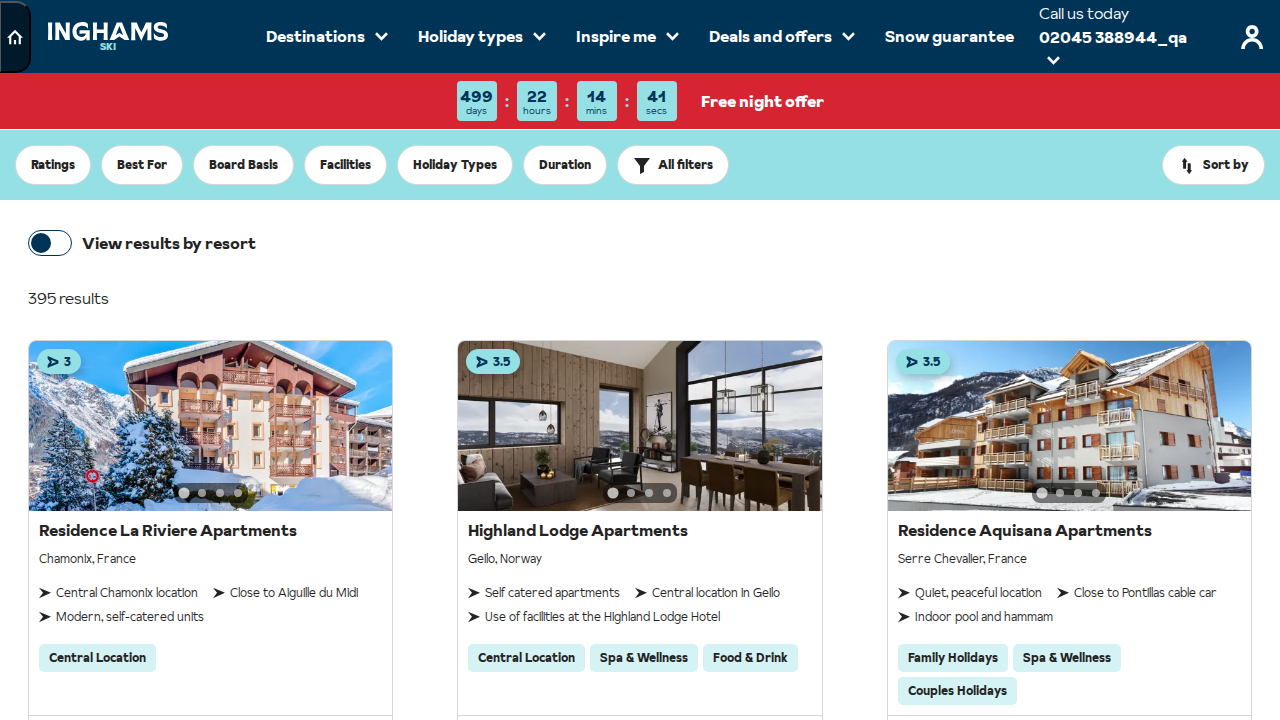 INGHAMS
SKI
Destinations
Holiday types
Inspire me
Deals and offers
Snow guarantee
Call us today
02045 388944_qa
499 days : 22 hours : 14 mins : 41 secs
Free night offer
Ratings
Best For
Board Basis
Facilities
Holiday Types
Duration
All filters
Sort by
View results by resort
395 results
3
Residence La Riviere Apartments
Chamonix, France
Central Chamonix location
Close to Aiguille du Midi
Modern, self-catered units
Central Location
3.5
Highland Lodge Apartments
Geilo, Norway
Self catered apartments
Central location in Geilo
Use of facilities at the Highland Lodge Hotel
Central Location
Spa & Wellness
Food & Drink
3.5
Residence Aquisana Apartments
Serre Chevalier, France
Quiet, peaceful location
Close to Pontillas cable car
Indoor pool and hammam
Family Holidays
Spa & Wellness
Couples Holidays